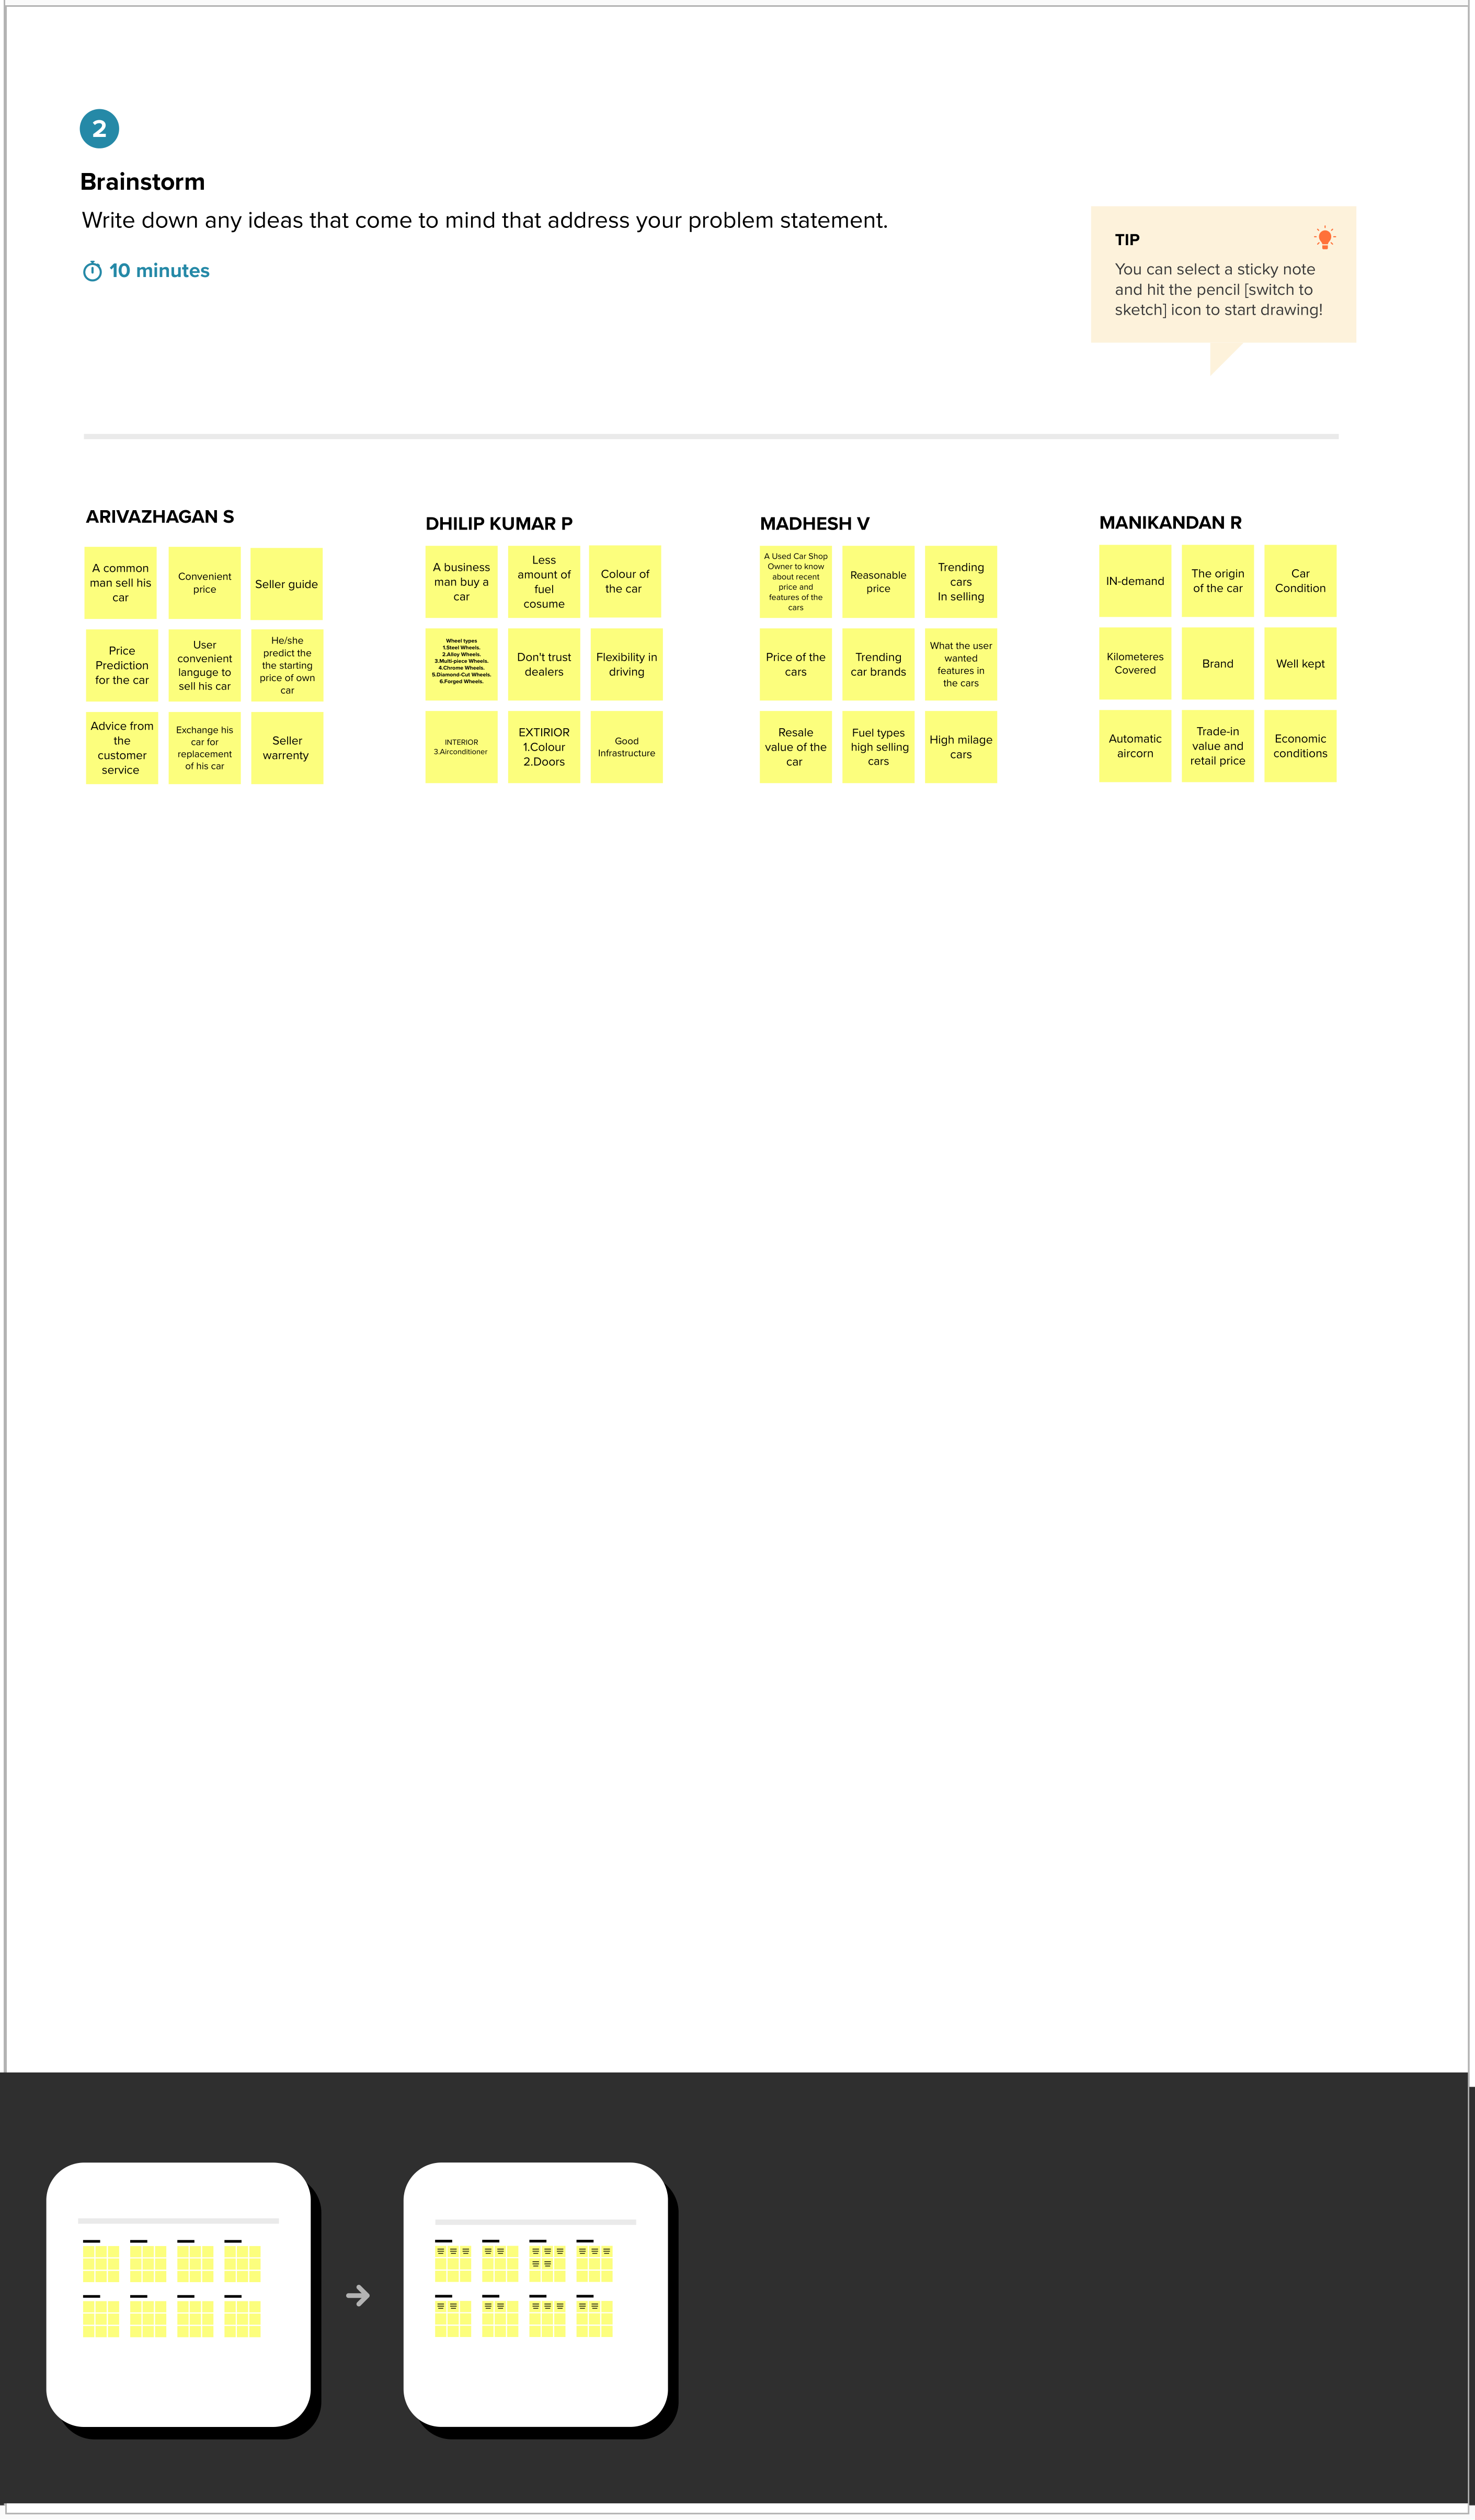 2
Brainstorm
Write down any ideas that come to mind that address your problem statement.
10 minutes
TIP
You can select a sticky note
and hit the pencil [switch to
sketch] icon to start drawing!
ARIVAZHAGAN S
A common
man sell his
car
Convenient
price
Seller guide
Price
Prediction
for the car
User
convenient
languge to
sell his car
He/she
predict the
the starting
price of own
car
Advice from
the
customer
service
Exchange his
car for
replacement
of his car
Seller
warrenty
DHILIP KUMAR P
A business
man buy a
car
Less
amount of
fuel
cosume
Colour of
the car
Wheel types
1.Steel Wheels.
2.Alloy Wheels.
3.Multi-piece Wheels.
4.Chrome Wheels.
5.Diamond-Cut Wheels.
6.Forged Wheels.
Don't trust
dealers
Flexibility in
driving
INTERIOR
3.Airconditioner
EXTIRIOR
1.Colour
2.Doors
Good
Infrastructure
MADHESH V
A Used Car Shop
Owner to know
about recent
price and
features of the
cars
Reasonable
price
Trending
cars
In selling
Price of the
cars
Trending
car brands
What the user
wanted
features in
the cars
Resale
value of the
car
Fuel types
high selling
cars
High milage
cars
MANIKANDAN R
IN-demand
The origin
of the car
Car
Condition
Kilometeres
Covered
Brand
Well kept
Automatic
aircorn
Trade-in
value and
retail price
Economic
conditions